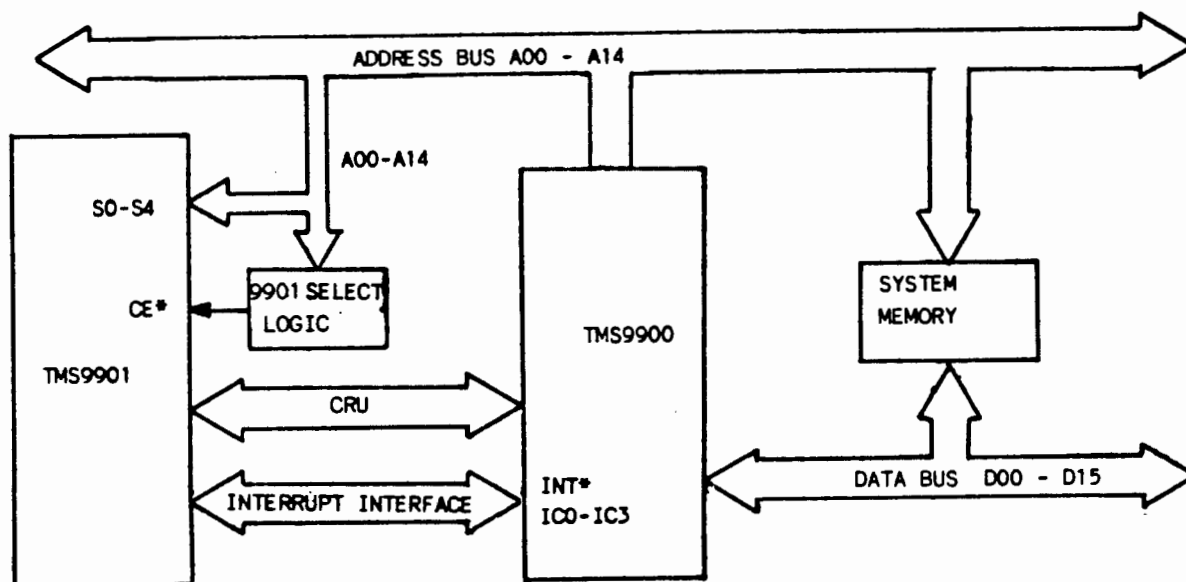 ADDRESS BUS A00 - A14
A00-A14
S0-S4
9901 SELECT
LOGIC
CE*
TMS9901
TMS9900
SYSTEM
MEMORY
CRU
INTERRUPT INTERFACE
INT*
IC0-IC3
DATA BUS D00 - D15